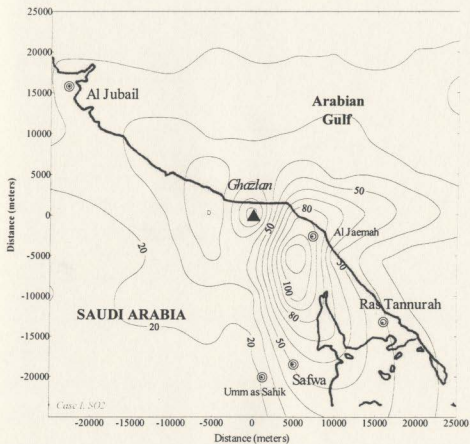 25000
20000
15000
10000
5000
0
-5000
-10000
-15000
-20000
Distance (meters)
Al Jubail
Arabian
Gulf
20
Ghazlan
50
80
50
Al Jaemah
20
50
100
80
Ras Tannurah
SAUDI ARABIA
20
20
50
Safwa
Umm as Sahik
Case I. SO2
-20000
-15000
-10000
-5000
0
5000
10000
15000
20000
25000
Distance (meters)